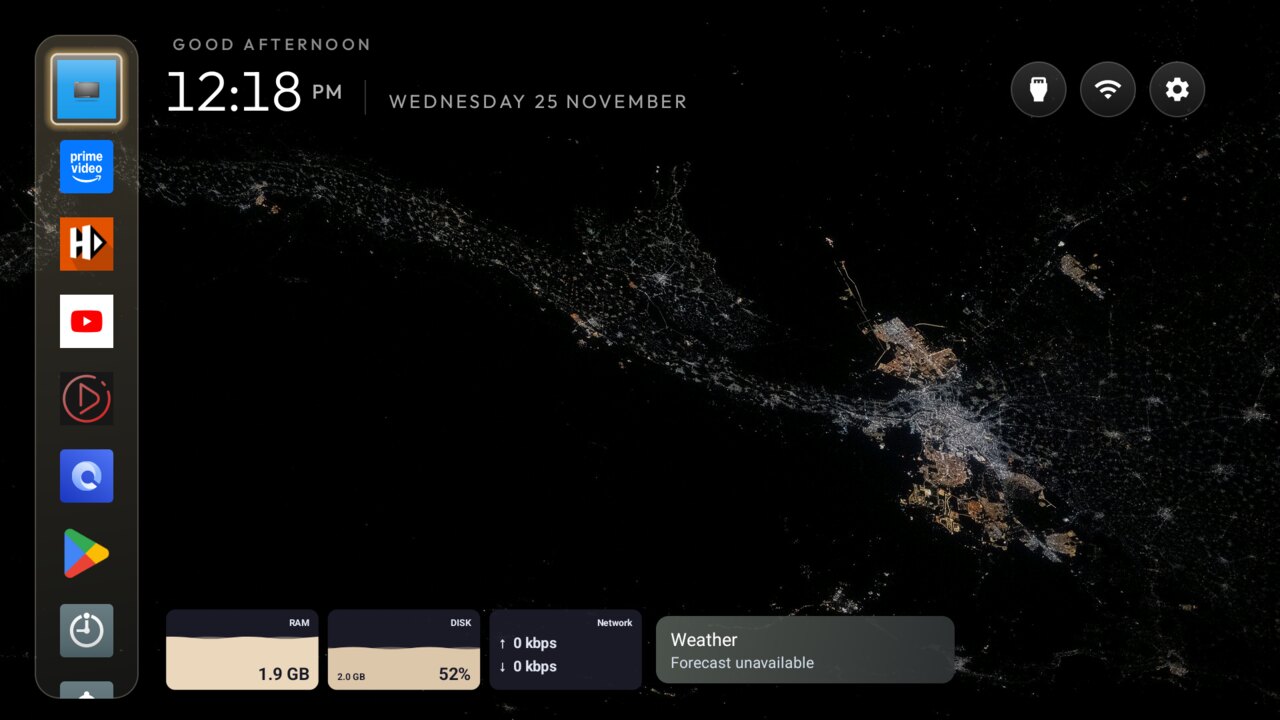 GOOD AFTERNOON
12:18 PM
WEDNESDAY 25 NOVEMBER
prime
video
H
RAM
1.9 GB
DISK
2.0 GB
52%
Network
↑ 0 kbps
↓ 0 kbps
Weather
Forecast unavailable